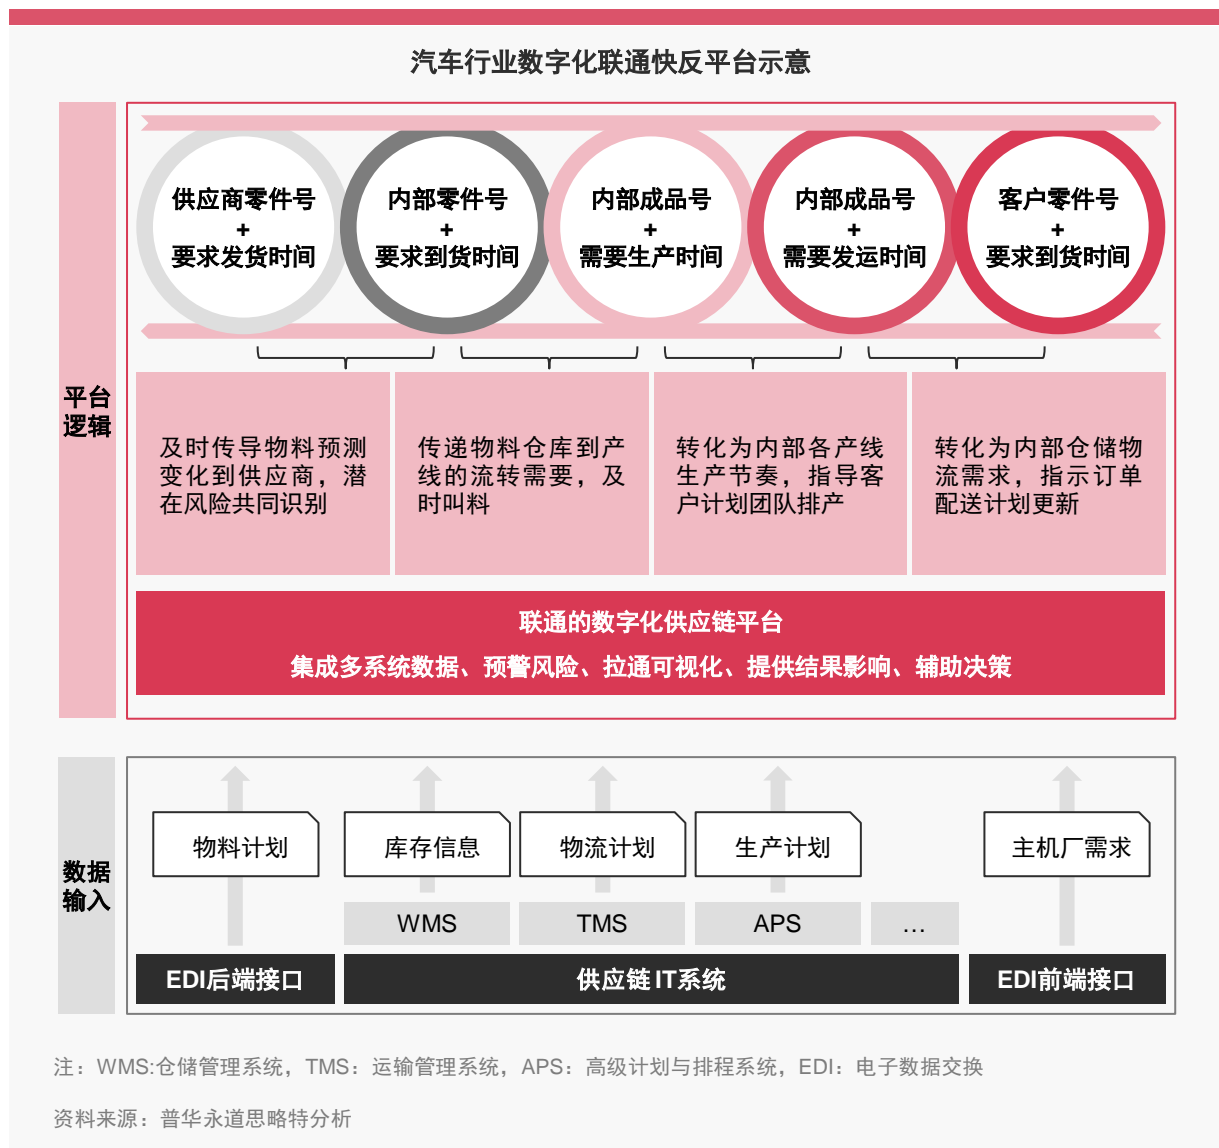 汽车行业数字化联通快反平台示意
平台
逻辑
供应商零件号
+
要求发货时间
内部零件号
+
要求到货时间
内部成品号
+
需要生产时间
内部成品号
+
需要发运时间
客户零件号
+
要求到货时间
及时传导物料预测
变化到供应商，潜
在风险共同识别
传递物料仓库到产
线的流转需要，及
时叫料
转化为内部各产线
生产节奏，指导客
户计划团队排产
转化为内部仓储物
流需求，指示订单
配送计划更新
联通的数字化供应链平台
集成多系统数据、预警风险、拉通可视化、提供结果影响、辅助决策
数据
输入
物料计划
库存信息
物流计划
生产计划
主机厂需求
WMS
TMS
APS
…
EDI后端接口
供应链IT系统
EDI前端接口
注：WMS:仓储管理系统，TMS：运输管理系统，APS：高级计划与排程系统，EDI：电子数据交换
资料来源：普华永道思略特分析